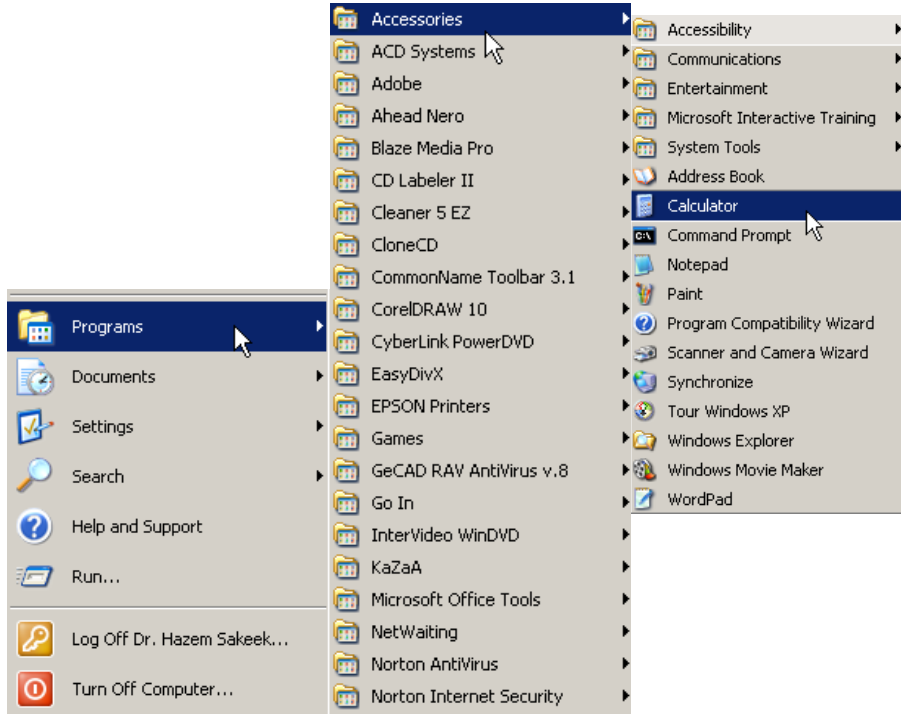 Programs
Documents
Settings
Search
Help and Support
Run...
Log Off Dr. Hazem Sakeek...
Turn Off Computer...
Accessories
ACD Systems
Adobe
Ahead Nero
Blaze Media Pro
CD Labeler II
Cleaner 5 EZ
CloneCD
CommonName Toolbar 3.1
CorelDRAW 10
CyberLink PowerDVD
EasyDivX
EPSON Printers
Games
GeCAD RAV AntiVirus v.8
Go In
InterVideo WinDVD
KaZaA
Microsoft Office Tools
NetWaiting
Norton AntiVirus
Norton Internet Security
Accessibility
Communications
Entertainment
Microsoft Interactive Training
System Tools
Address Book
Calculator
Command Prompt
Notepad
Paint
Program Compatibility Wizard
Scanner and Camera Wizard
Synchronize
Tour Windows XP
Windows Explorer
Windows Movie Maker
WordPad